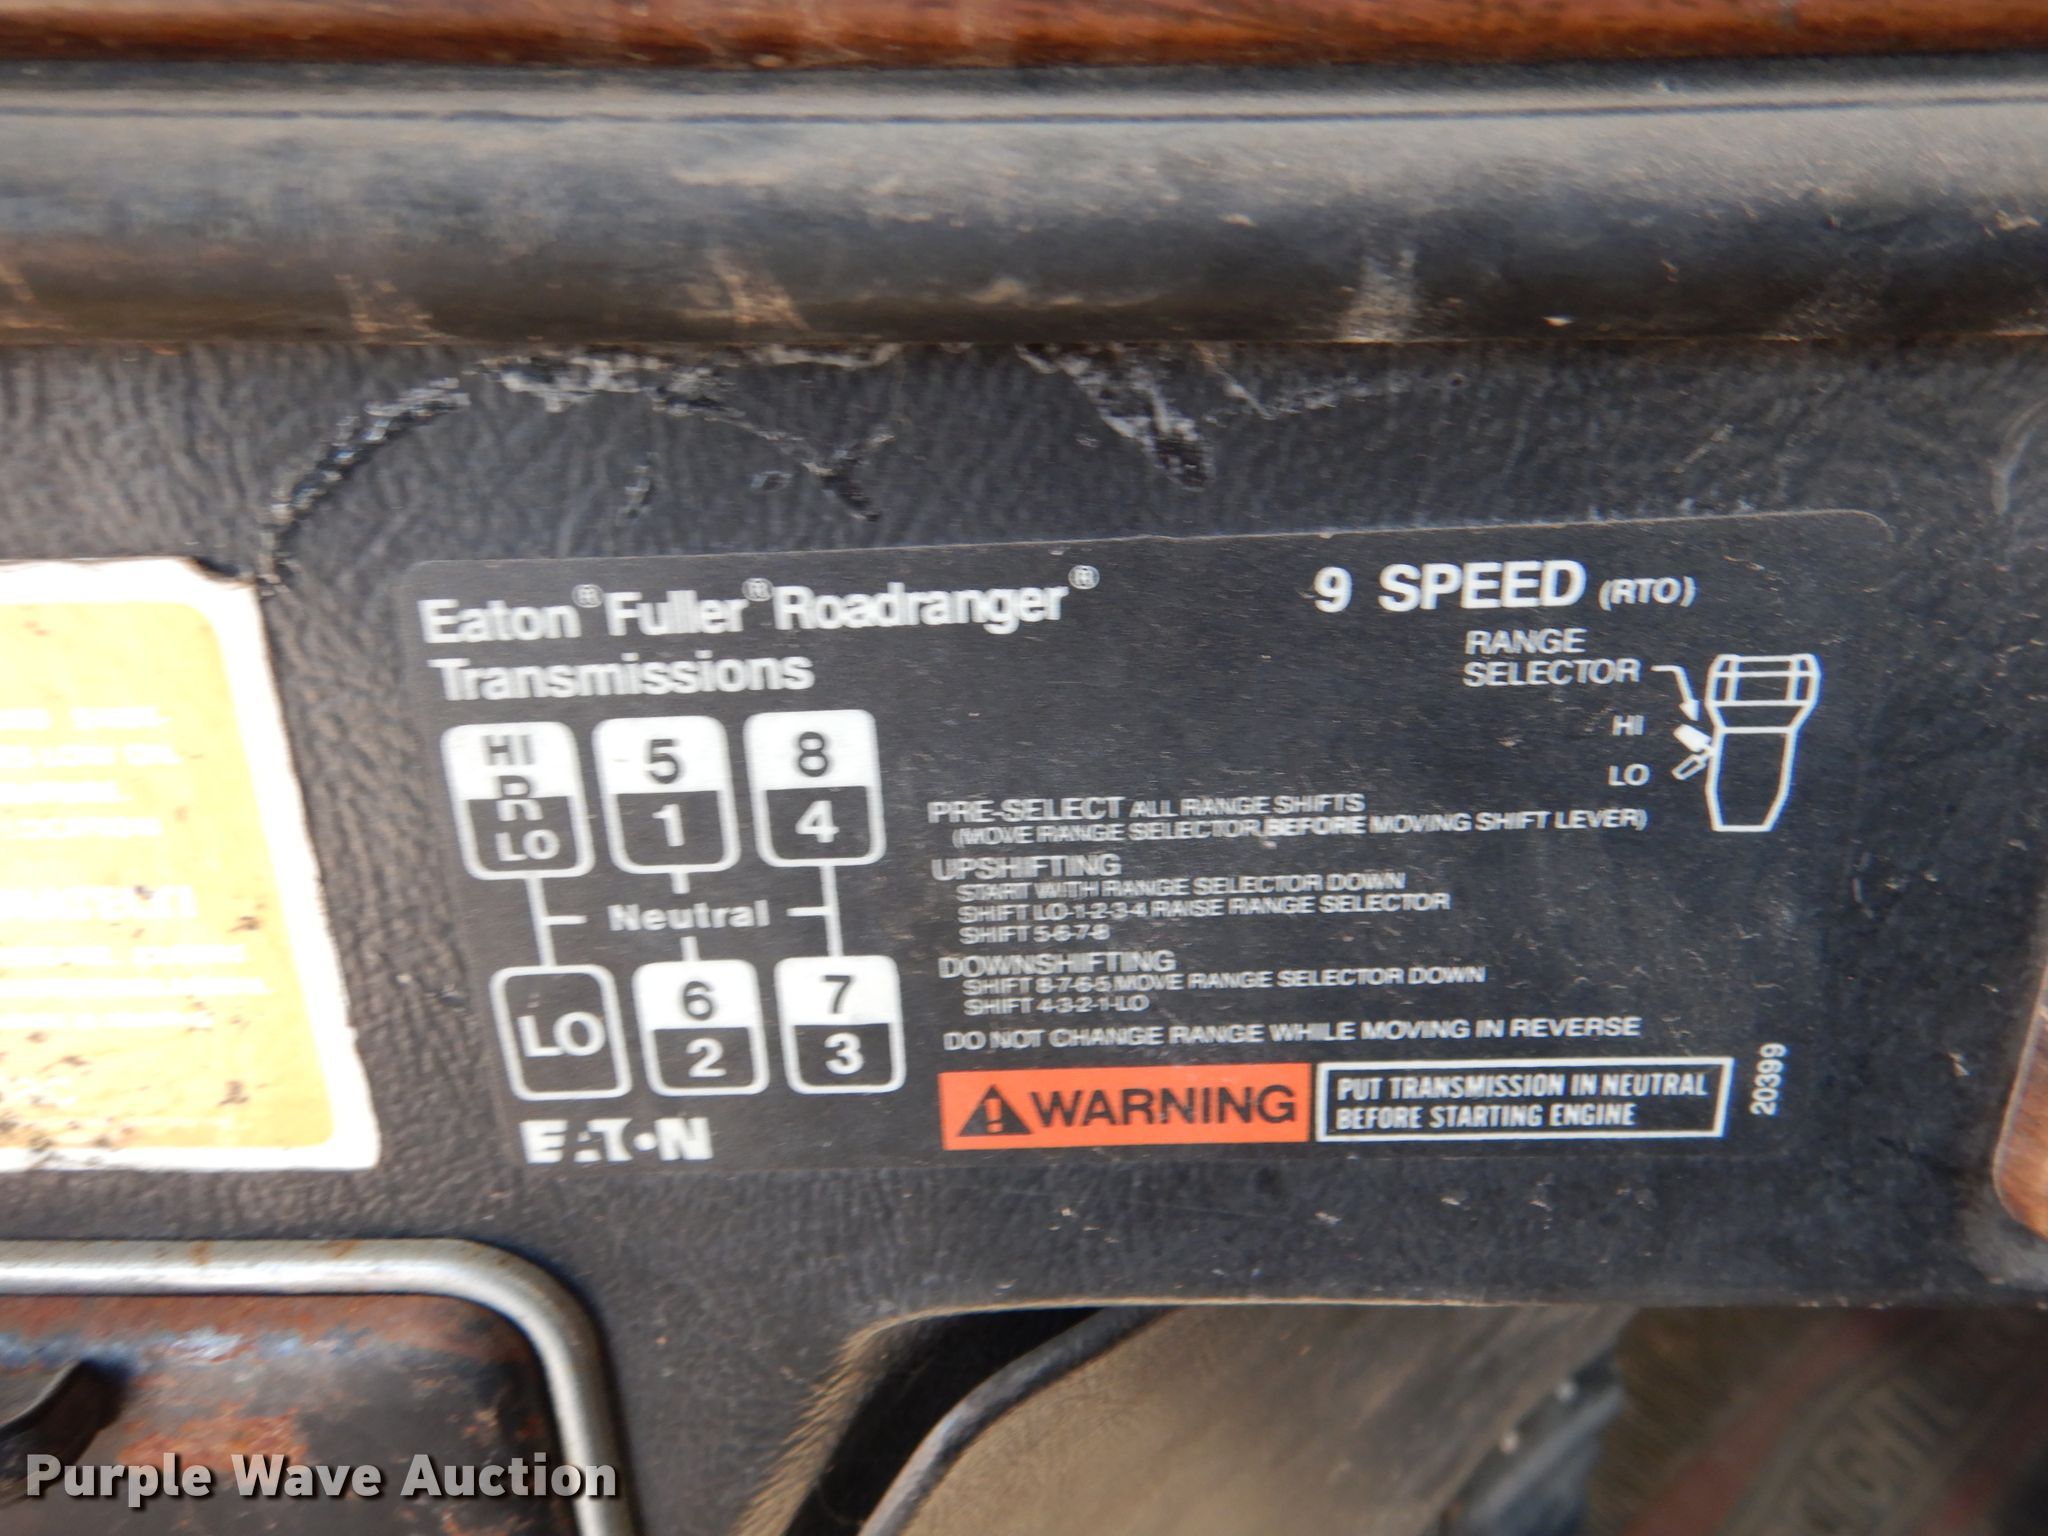 Eaton® Fuller® Roadranger®
Transmissions
9 SPEED (RTO)
RANGE
SELECTOR
HI
LO
HI 5 8
R
LO 1 4
Neutral
LO 6 7
2 3
EATON
PRE-SELECT ALL RANGE SHIFTS
(MOVE RANGE SELECTOR BEFORE MOVING SHIFT LEVER)
UPSHIFTING
START WITH RANGE SELECTOR DOWN
SHIFT LO-1-2-3-4 RAISE RANGE SELECTOR
SHIFT 5-6-7-8
DOWNSHIFTING
SHIFT 8-7-6-5 MOVE RANGE SELECTOR DOWN
SHIFT 4-3-2-1-LO
DO NOT CHANGE RANGE WHILE MOVING IN REVERSE
WARNING
PUT TRANSMISSION IN NEUTRAL
BEFORE STARTING ENGINE
20399
Purple Wave Auction